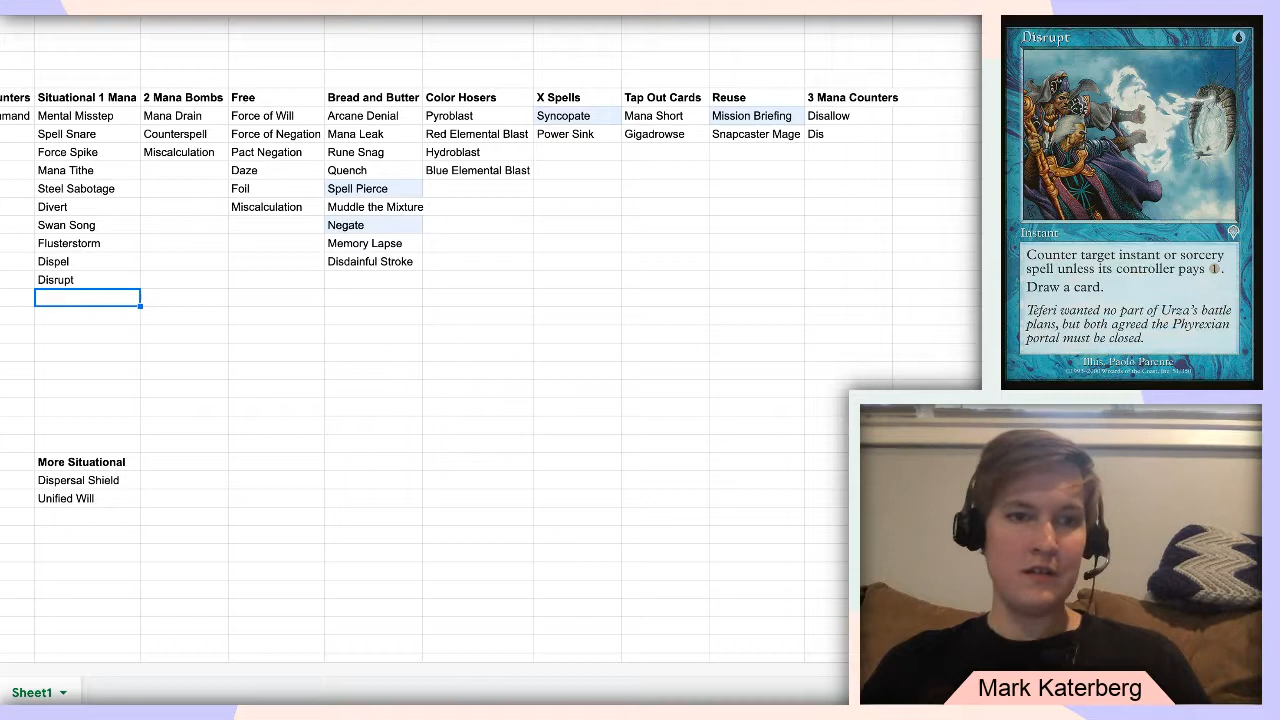 Disrupt
nters Situational 1 Mana 2 Mana Bombs Free Bread and Butter Color Hosers X Spells Tap Out Cards Reuse 3 Mana Counters
mand Mental Misstep Mana Drain Force of Will Arcane Denial Pyroblast Syncopate Mana Short Mission Briefing Disallow
Spell Snare Counterspell Force of Negation Mana Leak Red Elemental Blast Power Sink Gigadrowse Snapcaster Mage Dis
Force Spike Miscalculation Pact Negation Rune Snag Hydroblast
Mana Tithe Daze Quench Blue Elemental Blast
Steel Sabotage Foil Spell Pierce
Divert Miscalculation Muddle the Mixture
Swan Song Negate
Flusterstorm Memory Lapse
Dispel Disdainful Stroke
Disrupt
More Situational
Dispersal Shield
Unified Will
Sheet1
Instant
Counter target instant or sorcery
spell unless its controller pays 1.
Draw a card.
Teferi wanted no part of Urza's battle
plans, but both agreed the Phyrexian
portal must be closed.
Illus. Paolo Parente
Mark Katerberg